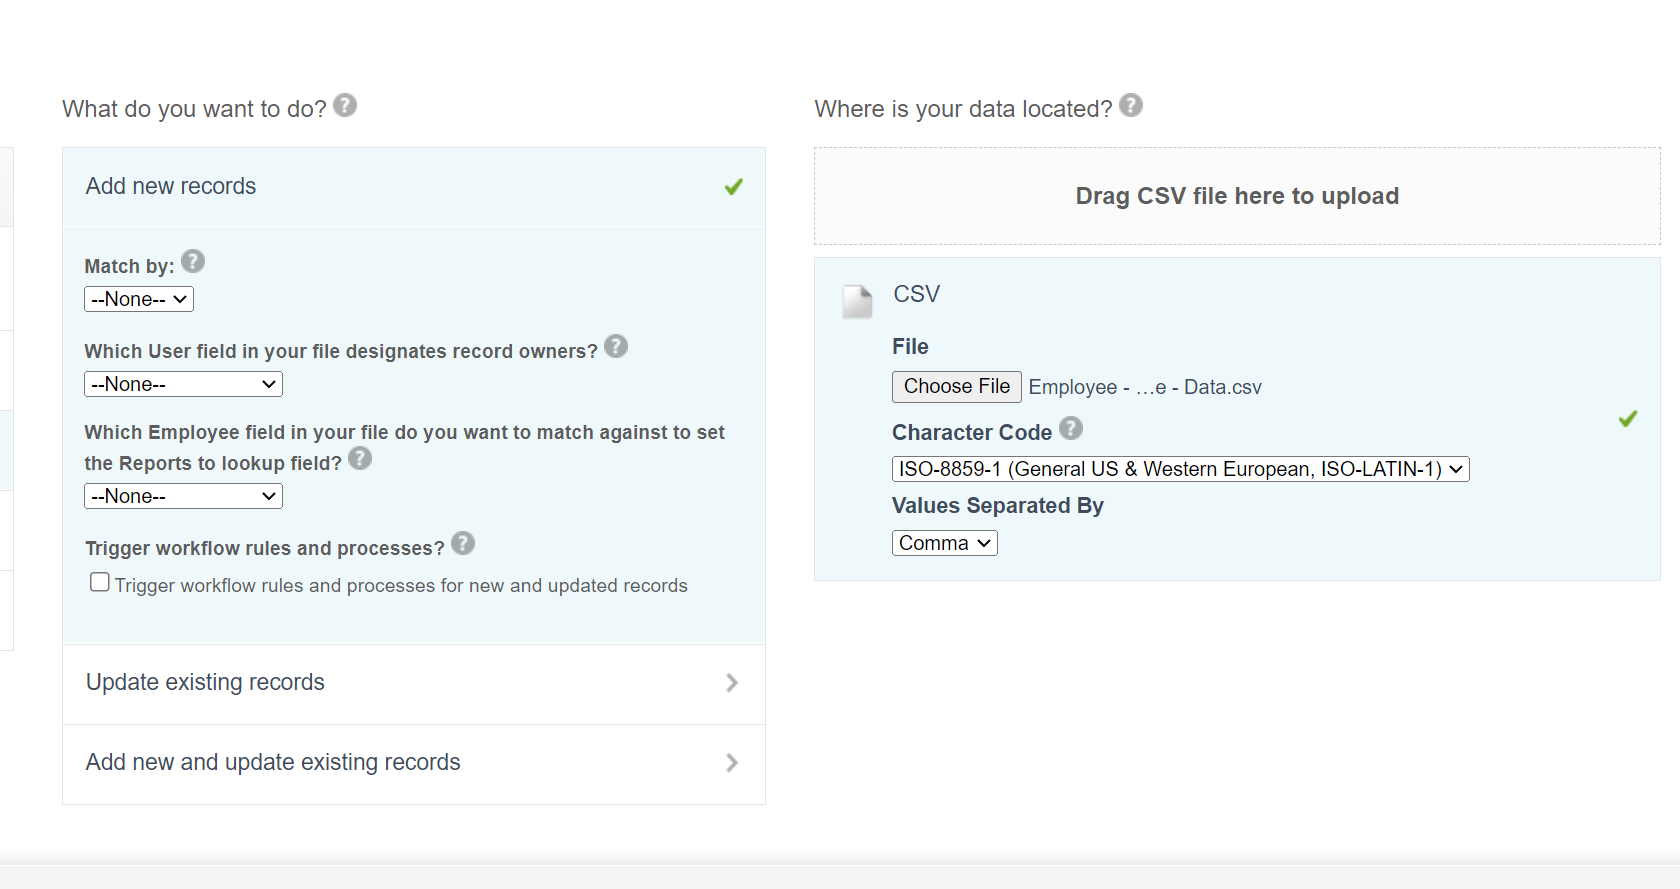 What do you want to do? ?
Add new records
Match by: ?
--None--
Which User field in your file designates record owners? ?
--None--
Which Employee field in your file do you want to match against to set
the Reports to lookup field? ?
--None--
Trigger workflow rules and processes? ?
Trigger workflow rules and processes for new and updated records
Update existing records
Add new and update existing records
Where is your data located? ?
Drag CSV file here to upload
CSV
File
Choose File Employee - ...e - Data.csv
Character Code ?
ISO-8859-1 (General US & Western European, ISO-LATIN-1)
Values Separated By
Comma